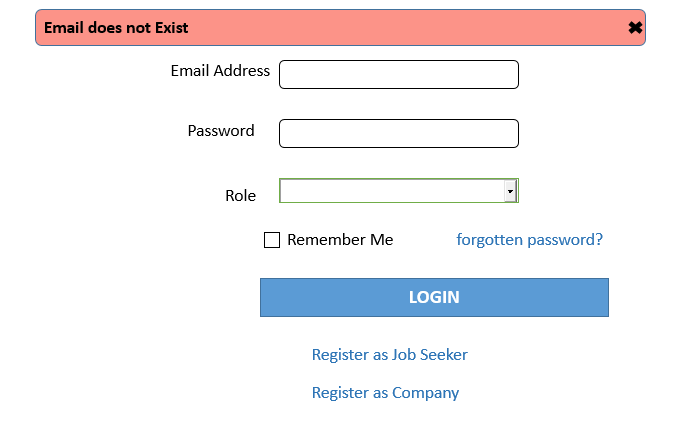 Email does not Exist ✖
Email Address
Password
Role
Remember Me forgotten password?
LOGIN
Register as Job Seeker
Register as Company